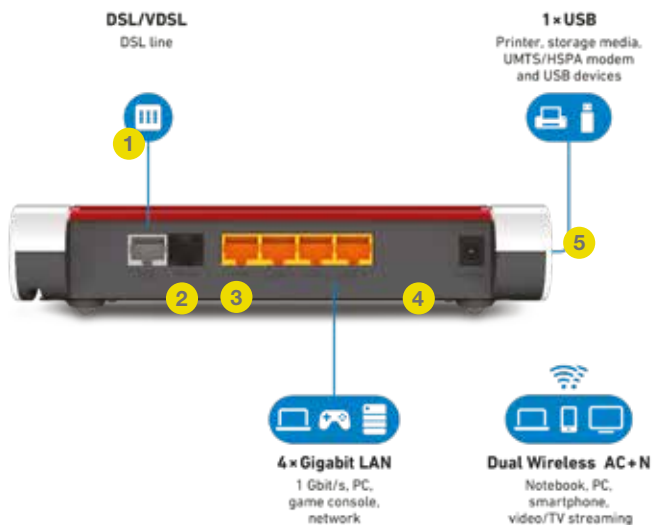 DSL/VDSL
DSL line
1×USB
Printer, storage media,
UMTS/HSPA modem
and USB devices
1
5
2
3
4
4×Gigabit LAN
1 Gbit/s, PC,
game console,
network
Dual Wireless AC+N
Notebook, PC,
smartphone,
video/TV streaming